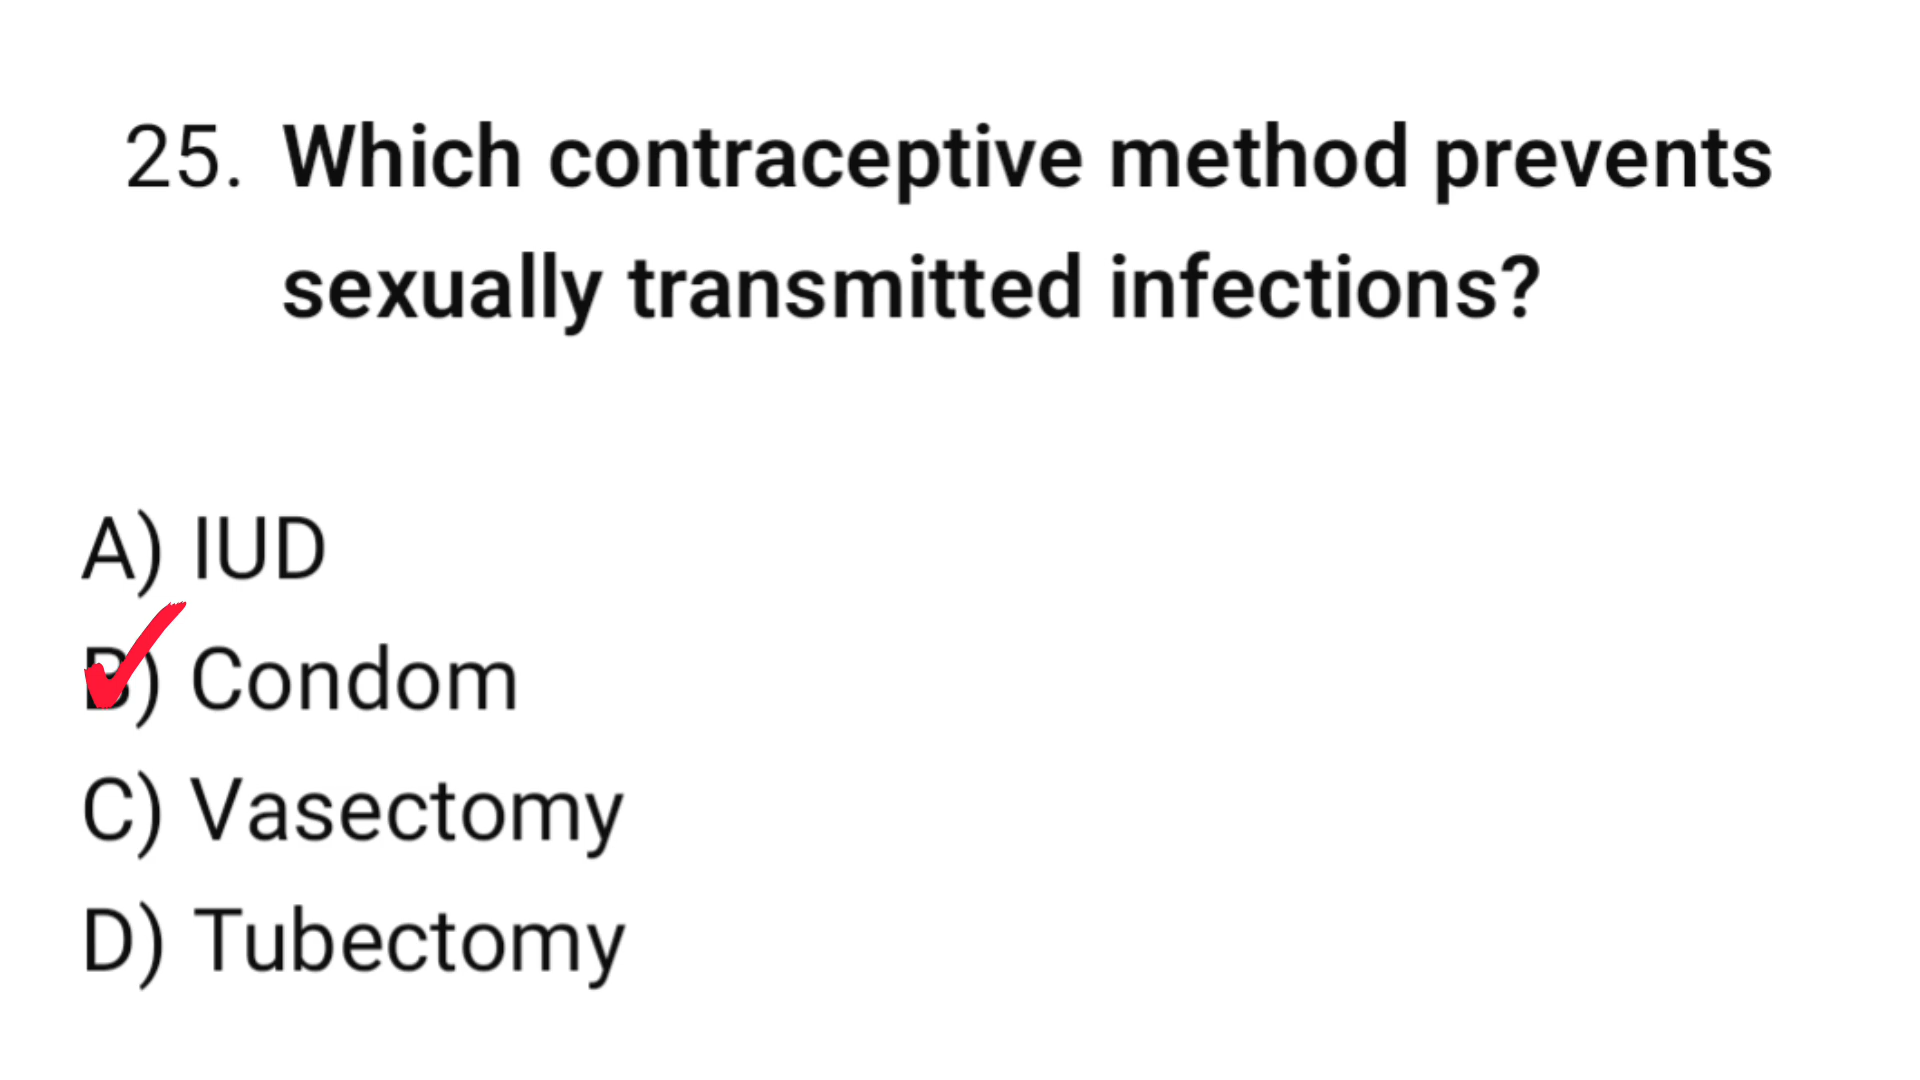 25. Which contraceptive method prevents
sexually transmitted infections?
A) IUD
B) Condom
C) Vasectomy
D) Tubectomy